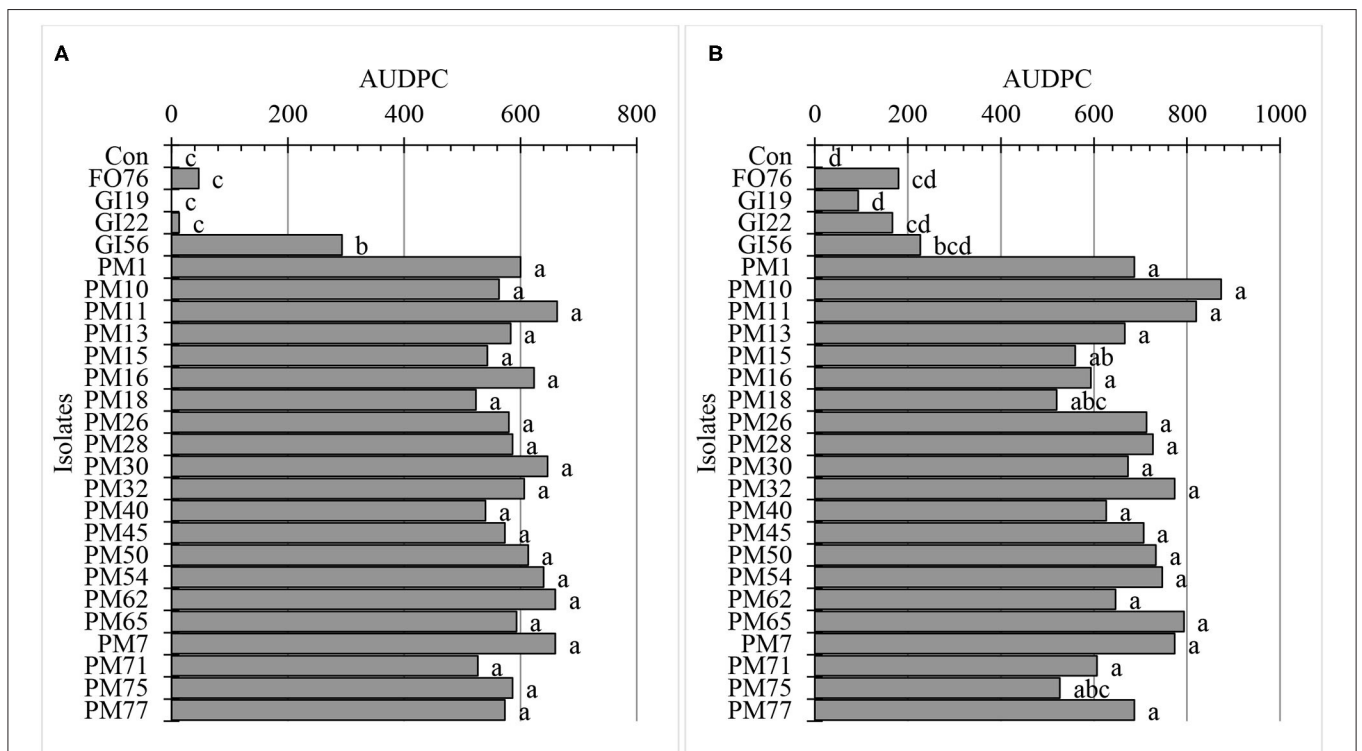 A
AUDPC
0 200 400 600 800
Isolates
Con c
FO76 c
GI19 c
GI22 c
GI56 b
PM1 a
PM10 a
PM11 a
PM13 a
PM15 a
PM16 a
PM18 a
PM26 a
PM28 a
PM30 a
PM32 a
PM40 a
PM45 a
PM50 a
PM54 a
PM62 a
PM65 a
PM7 a
PM71 a
PM75 a
PM77 a
B
AUDPC
0 200 400 600 800 1000
Isolates
Con d
FO76 cd
GI19 d
GI22 cd
GI56 bcd
PM1 a
PM10 a
PM11 a
PM13 a
PM15 ab
PM16 a
PM18 abc
PM26 a
PM28 a
PM30 a
PM32 a
PM40 a
PM45 a
PM50 a
PM54 a
PM62 a
PM65 a
PM7 a
PM71 a
PM75 abc
PM77 a